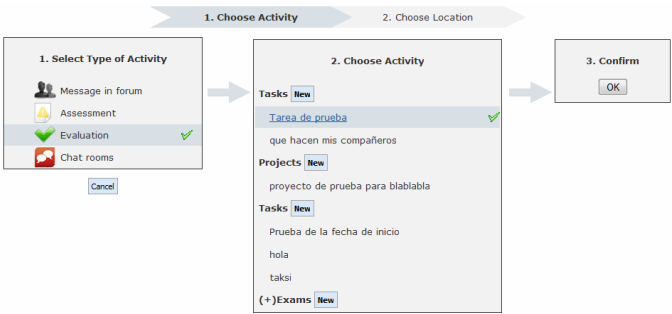 1. Choose Activity
2. Choose Location
1. Select Type of Activity
Message in forum
Assessment
Evaluation
Chat rooms
Cancel
2. Choose Activity
Tasks New
Tarea de prueba
que hacen mis compañeros
Projects New
proyecto de prueba para blablabla
Tasks New
Prueba de la fecha de inicio
hola
taksi
(+)Exams New
3. Confirm
OK